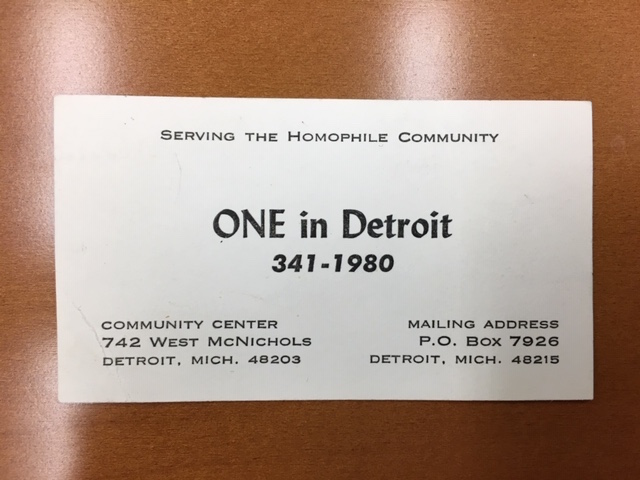 Serving the Homophile Community
ONE in Detroit
341-1980
COMMUNITY CENTER
742 West McNichols
DETROIT, MICH. 48203
MAILING ADDRESS
P.O. Box 7926
DETROIT, MICH. 48215